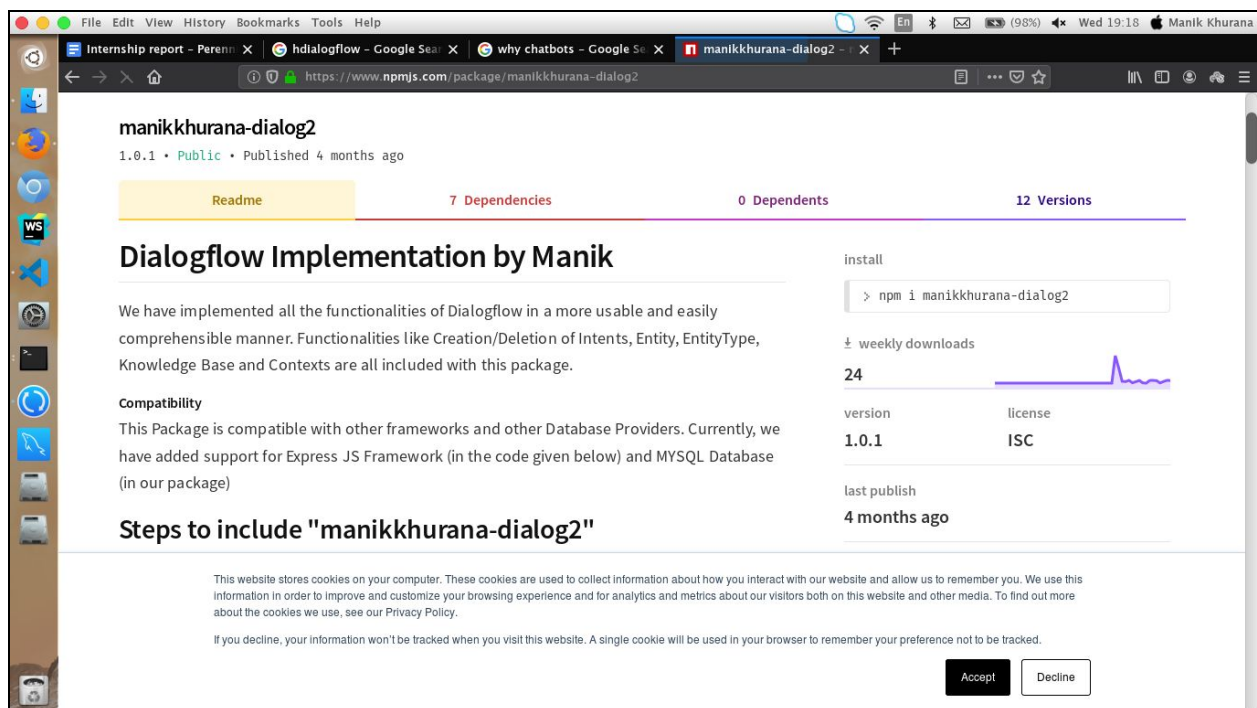 File Edit View History Bookmarks Tools Help
En (98%) Wed 19:18 Manik Khurana
Internship report – Perenn X hdialogflow – Google Sear X why chatbots – Google Se X manikkhurana-dialog2 – n X +
https://www.npmjs.com/package/manikkhurana-dialog2
manikkhurana-dialog2
1.0.1 • Public • Published 4 months ago
Readme
7 Dependencies
0 Dependents
12 Versions
Dialogflow Implementation by Manik
We have implemented all the functionalities of Dialogflow in a more usable and easily
comprehensible manner. Functionalities like Creation/Deletion of Intents, Entity, EntityType,
Knowledge Base and Contexts are all included with this package.
Compatibility
This Package is compatible with other frameworks and other Database Providers. Currently, we
have added support for Express JS Framework (in the code given below) and MYSQL Database
(in our package)
Steps to include "manikkhurana-dialog2"
install
> npm i manikkhurana-dialog2
weekly downloads
24
version
1.0.1
license
ISC
last publish
4 months ago
This website stores cookies on your computer. These cookies are used to collect information about how you interact with our website and allow us to remember you. We use this
information in order to improve and customize your browsing experience and for analytics and metrics about our visitors both on this website and other media. To find out more
about the cookies we use, see our Privacy Policy.
If you decline, your information won't be tracked when you visit this website. A single cookie will be used in your browser to remember your preference not to be tracked.
Accept
Decline
WS